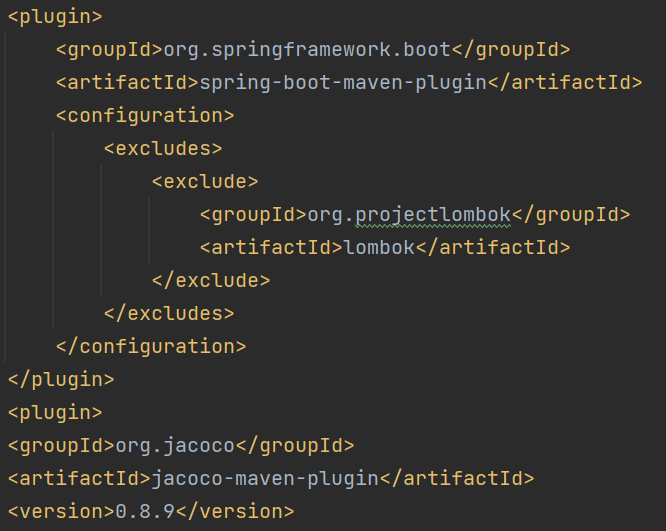 <plugin>
<groupId>org.springframework.boot</groupId>
<artifactId>spring-boot-maven-plugin</artifactId>
<configuration>
<excludes>
<exclude>
<groupId>org.projectlombok</groupId>
<artifactId>lombok</artifactId>
</exclude>
</excludes>
</configuration>
</plugin>
<plugin>
<groupId>org.jacoco</groupId>
<artifactId>jacoco-maven-plugin</artifactId>
<version>0.8.9</version>